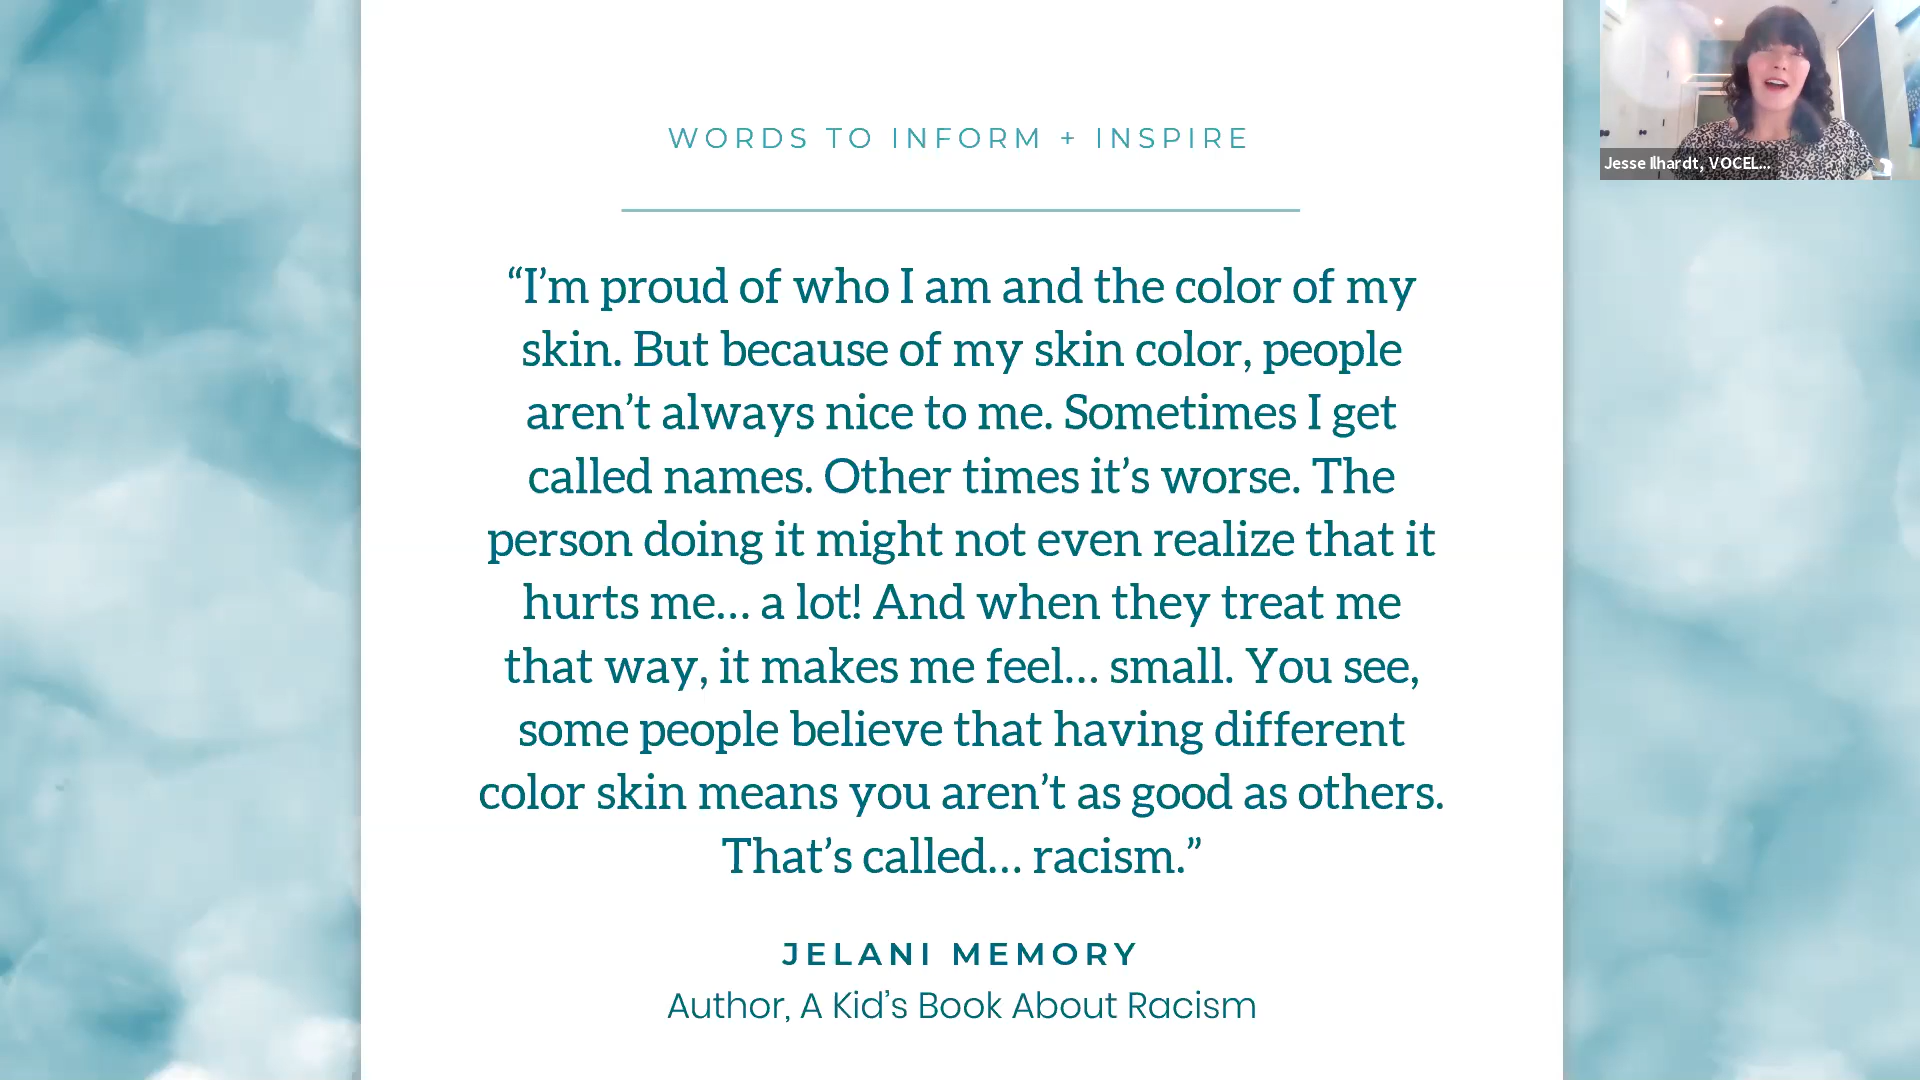 WORDS TO INFORM + INSPIRE
“I’m proud of who I am and the color of my
skin. But because of my skin color, people
aren’t always nice to me. Sometimes I get
called names. Other times it’s worse. The
person doing it might not even realize that it
hurts me... a lot! And when they treat me
that way, it makes me feel... small. You see,
some people believe that having different
color skin means you aren’t as good as others.
That’s called... racism.”
JELANI MEMORY
Author, A Kid’s Book About Racism
Jesse Ilhardt, VOCEL...